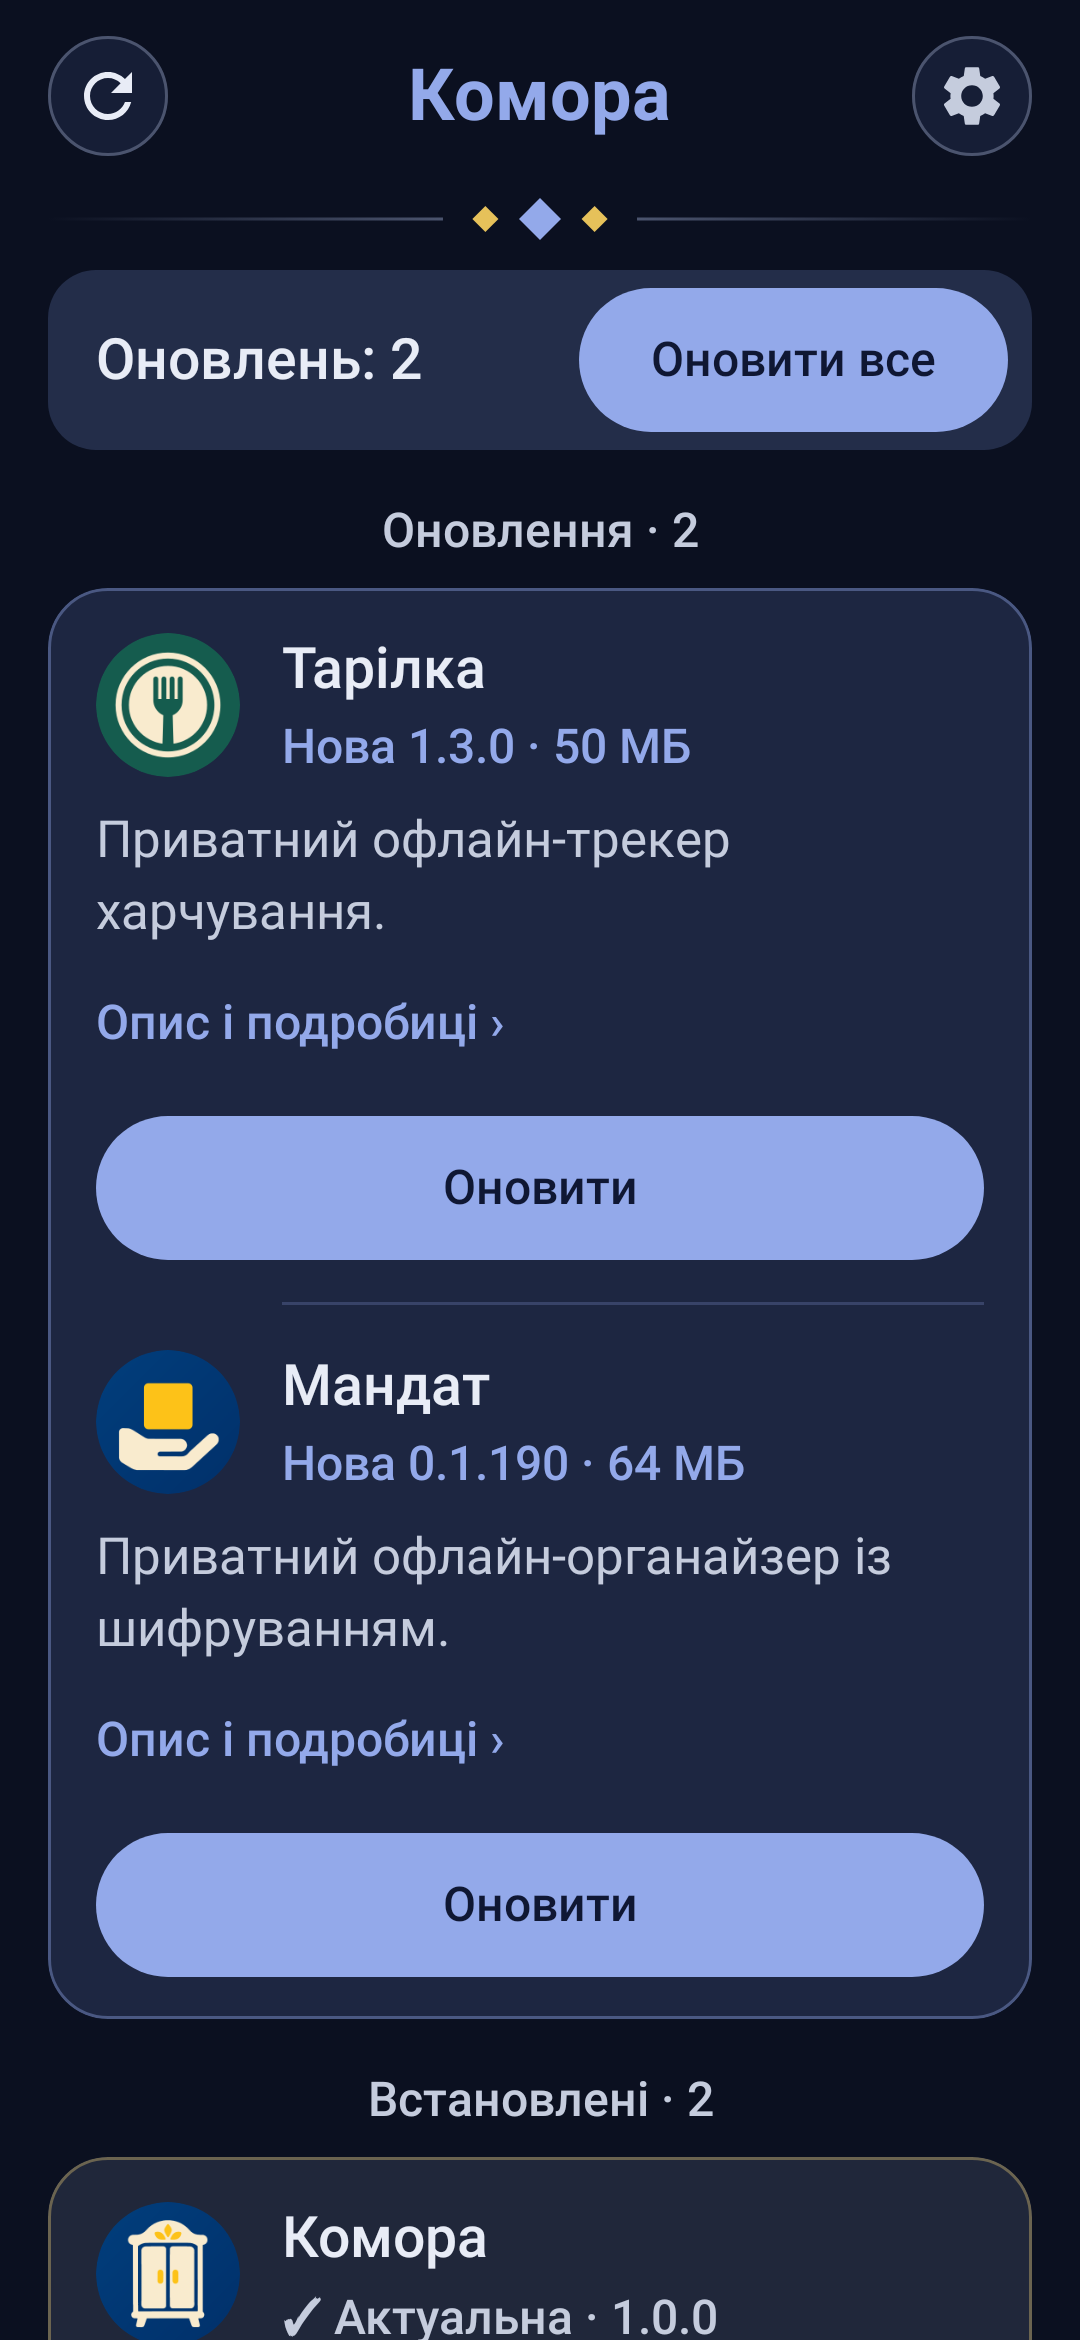 Комора
Оновлень: 2
Оновити все
Оновлення · 2
Тарілка
Нова 1.3.0 · 50 МБ
Приватний офлайн-трекер
харчування.
Опис і подробиці ›
Оновити
Мандат
Нова 0.1.190 · 64 МБ
Приватний офлайн-органайзер із
шифруванням.
Опис і подробиці ›
Оновити
Встановлені · 2
Комора
✓ Актуальна · 1.0.0